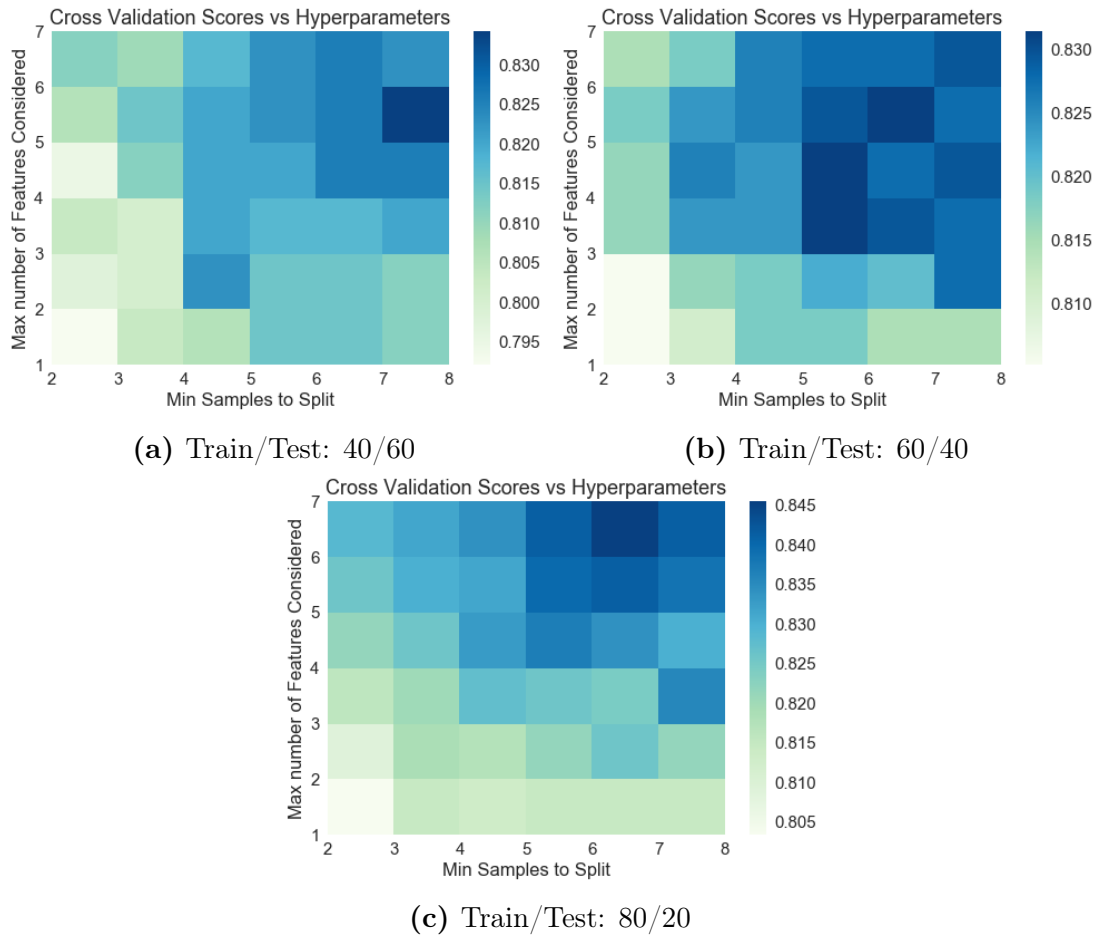 Cross Validation Scores vs Hyperparameters
Max number of Features Considered
7
6
5
4
3
2
1
2 3 4 5 6 7 8
Min Samples to Split
0.830
0.825
0.820
0.815
0.810
0.805
0.800
0.795
(a) Train/Test: 40/60
Cross Validation Scores vs Hyperparameters
Max number of Features Considered
7
6
5
4
3
2
1
2 3 4 5 6 7 8
Min Samples to Split
0.830
0.825
0.820
0.815
0.810
(b) Train/Test: 60/40
Cross Validation Scores vs Hyperparameters
Max number of Features Considered
7
6
5
4
3
2
1
2 3 4 5 6 7 8
Min Samples to Split
0.845
0.840
0.835
0.830
0.825
0.820
0.815
0.810
0.805
(c) Train/Test: 80/20